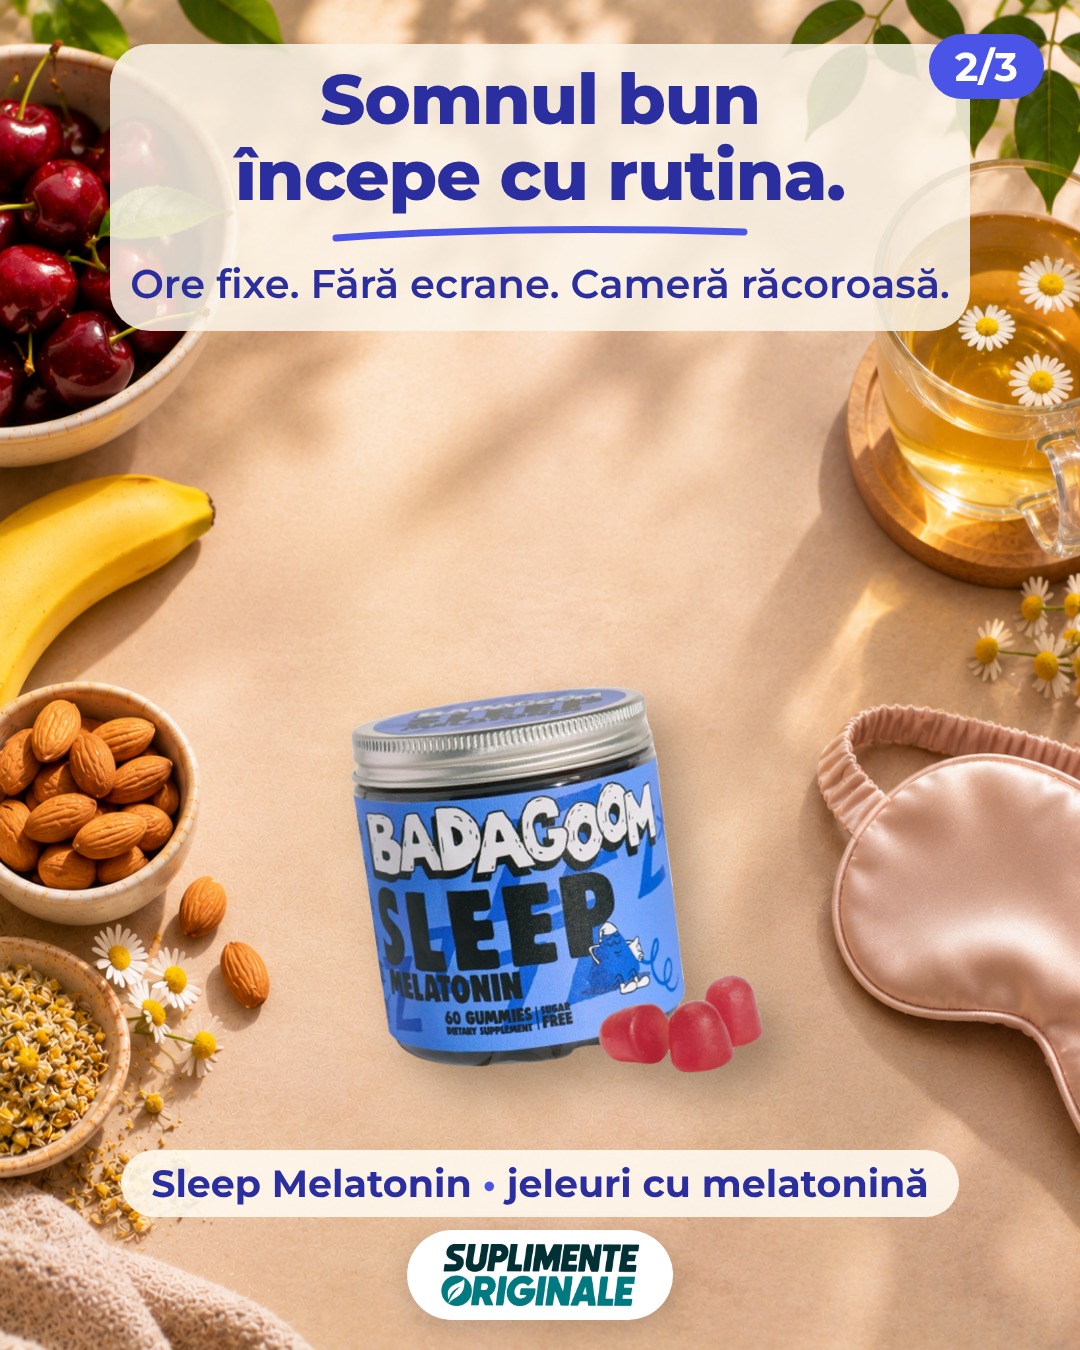 2/3
Somnul bun
începe cu rutina.
Ore fixe. Fără ecrane. Cameră răcoroasă.
BADAGOOM
SLEEP
MELATONIN
60 GUMMIES | SUGAR FREE
DIETARY SUPPLEMENT
Sleep Melatonin • jeleuri cu melatonină
SUPLIMENTE
ORIGINALE